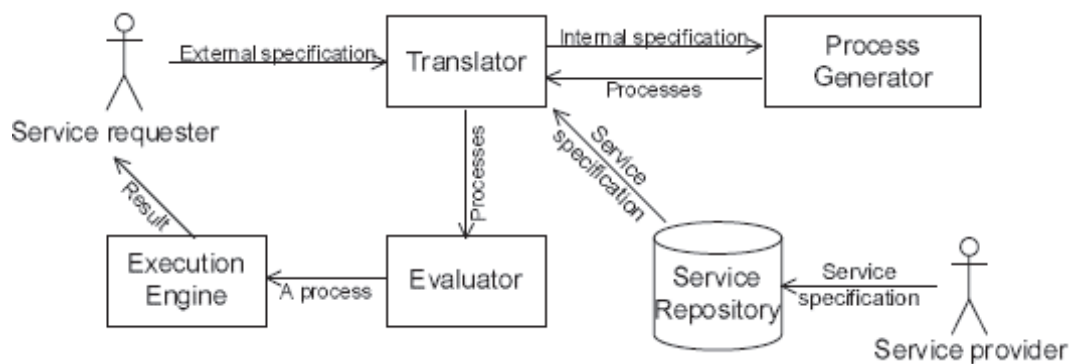 External specification
Translator
Internal specification
Process
Generator
Processes
Service requester
Service
specification
Processes
Result
Execution
Engine
A process
Evaluator
Service
Repository
Service
specification
Service provider